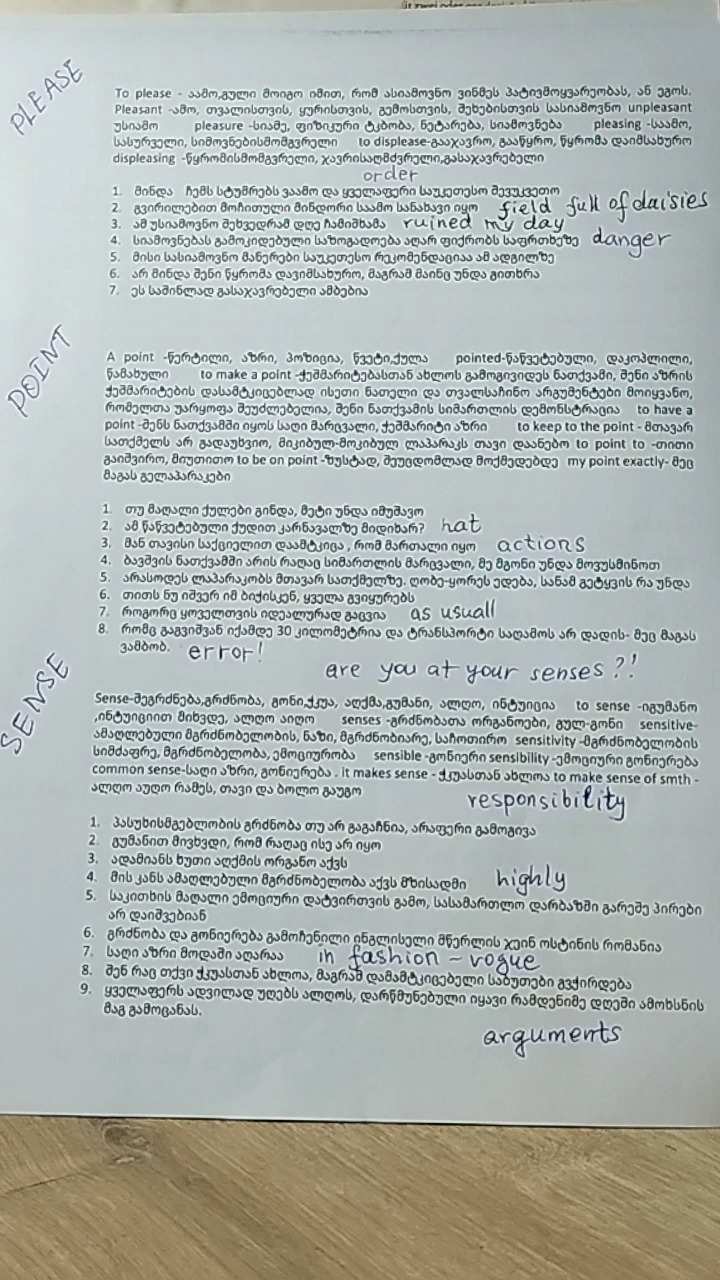 PLEASE
To please - აამო,გული მოიგო იმით, რომ ასიამოვნო ვინმეს პატივმოყვარეობას, ან ეგოს.
Pleasant -ამო, თვალისთვის, ყურისთვის, გემოსთვის, შეხებისთვის სასიამოვნო unpleasant
უსიამო pleasure -სიამე, ფიზიკური ტკბობა, ნეტარება, სიამოვნება pleasing -საამო,
სასურველი, სიმოვნებისმომგვრელი to displease-გააჯავრო, გააწყრო, წყრომა დაიმსახურო
displeasing -წყრომისმომგვრელი, ჯავრისაღმძვრელი,გასაჯავრებელი
order
1. მინდა ჩემს სტუმრებს ვაამო და ყველაფერი საუკეთესო შევუკვეთო
2. გვირილებით მოჩითული მინდორი საამო სანახავი იყო field full of daisies
3. ამ უსიამოვნო შეხვედრამ დღე ჩამიშხამა ruined my day
4. სიამოვნებას გამოკიდებული საზოგადოება აღარ ფიქრობს საფრთხეზე danger
5. მისი სასიამოვნო მანერები საუკეთესო რეკომენდაციაა ამ ადგილზე
6. არ მინდა შენი წყრომა დავიმსახურო, მაგრამ მაინც უნდა გითხრა
7. ეს საშინლად გასაჯავრებელი ამბებია
POINT
A point -წერტილი, აზრი, პოზიცია, წვეტი,ქულა pointed-წაწვეტებული, დაკოპლილი,
წამახული to make a point -ჭეშმარიტებასთან ახლოს გამოგივიდეს ნათქვამი, შენი აზრის
ჭეშმარიტების დასამტკიცებლად ისეთი ნათელი და თვალსაჩინო არგუმენტები მოიყვანო,
რომელთა უარყოფა შეუძლებელია, შენი ნათქვამის სიმართლის დემონსტრაცია to have a
point -შენს ნათქვამში იყოს საღი მარცვალი, ჭეშმარიტი აზრი to keep to the point - მთავარ
სათქმელს არ გადაუხვიო, მიკიბულ-მოკიბულ ლაპარაკს თავი დაანებო to point to -თითი
გაიშვირო, მიუთითო to be on point -ზუსტად, შეუცდომლად მოქმედებდე my point exactly- მეც
მაგას გელაპარაკები
1. თუ მაღალი ქულები გინდა, მეტი უნდა იმუშავო
2. ამ წაწვეტებული ქუდით კარნავალზე მიდიხარ? hat
3. მან თავისი საქციელით დაამტკიცა , რომ მართალი იყო actions
4. ბავშვის ნათქვამში არის რაღაც სიმართლის მარცვალი, მე მგონი უნდა მოვუსმინოთ
5. არასოდეს ლაპარაკობს მთავარ სათქმელზე. ღობე-ყორეს ედება, სანამ გეტყვის რა უნდა
6. თითს ნუ იშვერ იმ ბიჭისკენ, ყველა გვიყურებს
7. როგორც ყოველთვის იდეალურად გაცვია as usuall
8. რომც გაგვიშვან იქამდე 30 კილომეტრია და ტრანსპორტი საღამოს არ დადის- მეც მაგას
ვამბობ. error!
are you at your senses?!
SENSE
Sense-შეგრძნება,გრძნობა, გონი,ჭკუა, აღქმა,გუმანი, ალღო, ინტუიცია to sense -იგუმანო
,ინტუიციით მიხვდე, ალღო აიღო senses -გრძნობათა ორგანოები, გულ-გონი sensitive-
ამაღლებული მგრძნობელობის, ნაზი, მგრძნობიარე, საჩოთირო sensitivity -მგრძნობელობის
სიმძაფრე, მგრძნობელობა, ემოციურობა sensible -გონიერი sensibility -ემოციური გონიერება
common sense-საღი აზრი, გონიერება . it makes sense - ჭკუასთან ახლოა to make sense of smth -
ალღო აუღო რამეს, თავი და ბოლო გაუგო
responsibility
1. პასუხისმგებლობის გრძნობა თუ არ გაგაჩნია, არაფერი გამოგივა
2. გუმანით მივხვდი, რომ რაღაც ისე არ იყო
3. ადამიანს ხუთი აღქმის ორგანო აქვს
4. მის კანს ამაღლებული მგრძნობელობა აქვს მზისადმი highly
5. საკითხის მაღალი ემოციური დატვირთვის გამო, სასამართლო დარბაზში გარეშე პირები
არ დაიშვებიან
6. გრძნობა და გონიერება გამოჩენილი ინგლისელი მწერლის ჯეინ ოსტინის რომანია
7. საღი აზრი მოდაში აღარაა in fashion - vogue
8. შენ რაც თქვი ჭკუასთან ახლოა, მაგრამ დამამტკიცებელი საბუთები გვჭირდება
9. ყველაფერს ადვილად უღებს ალღოს, დარწმუნებული იყავი რამდენიმე დღეში ამოხსნის
მაგ გამოცანას.
arguments